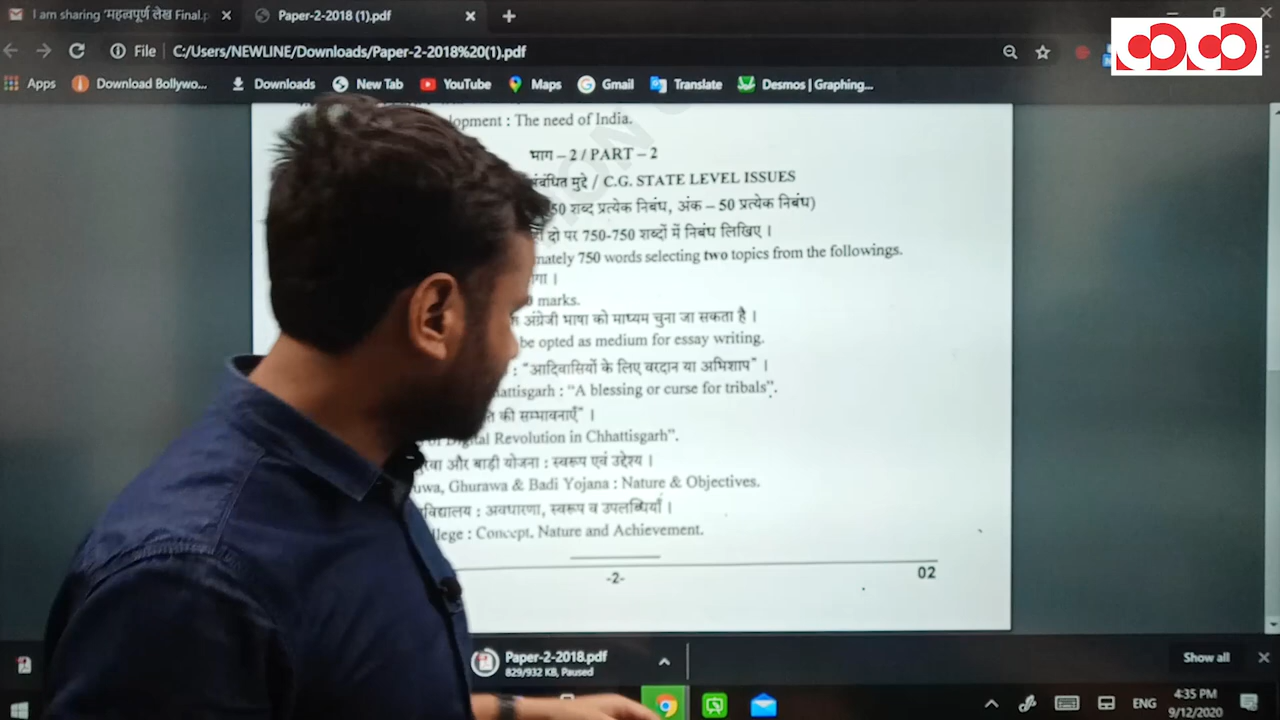 I am sharing 'महत्वपूर्ण लेख Final.p
Paper-2-2018 (1).pdf
File
C:/Users/NEWLINE/Downloads/Paper-2-2018%20(1).pdf
Apps
Download Bollywo...
Downloads
New Tab
YouTube
Maps
Gmail
Translate
Desmos | Graphing...
lopment : The need of India.
भाग – 2 / PART – 2
संबंधित मुद्दे / C.G. STATE LEVEL ISSUES
50 शब्द प्रत्येक निबंध, अंक – 50 प्रत्येक निबंध)
दो पर 750-750 शब्दों में निबंध लिखिए ।
mately 750 words selecting two topics from the followings.
गा ।
marks.
अंग्रेजी भाषा को माध्यम चुना जा सकता है ।
be opted as medium for essay writing.
: "आदिवासियों के लिए वरदान या अभिशाप" ।
attisgarh : "A blessing or curse for tribals".
की सम्भावनाएँ" ।
of Digital Revolution in Chhattisgarh".
रवा और बाड़ी योजना : स्वरूप एवं उद्देश्य ।
uwa, Ghurawa & Badi Yojana : Nature & Objectives.
विद्यालय : अवधारणा, स्वरूप व उपलब्धियाँ ।
llege : Concept, Nature and Achievement.
-2-
02
Paper-2-2018.pdf
829/932 KB, Paused
Show all
ENG
4:35 PM
9/12/2020